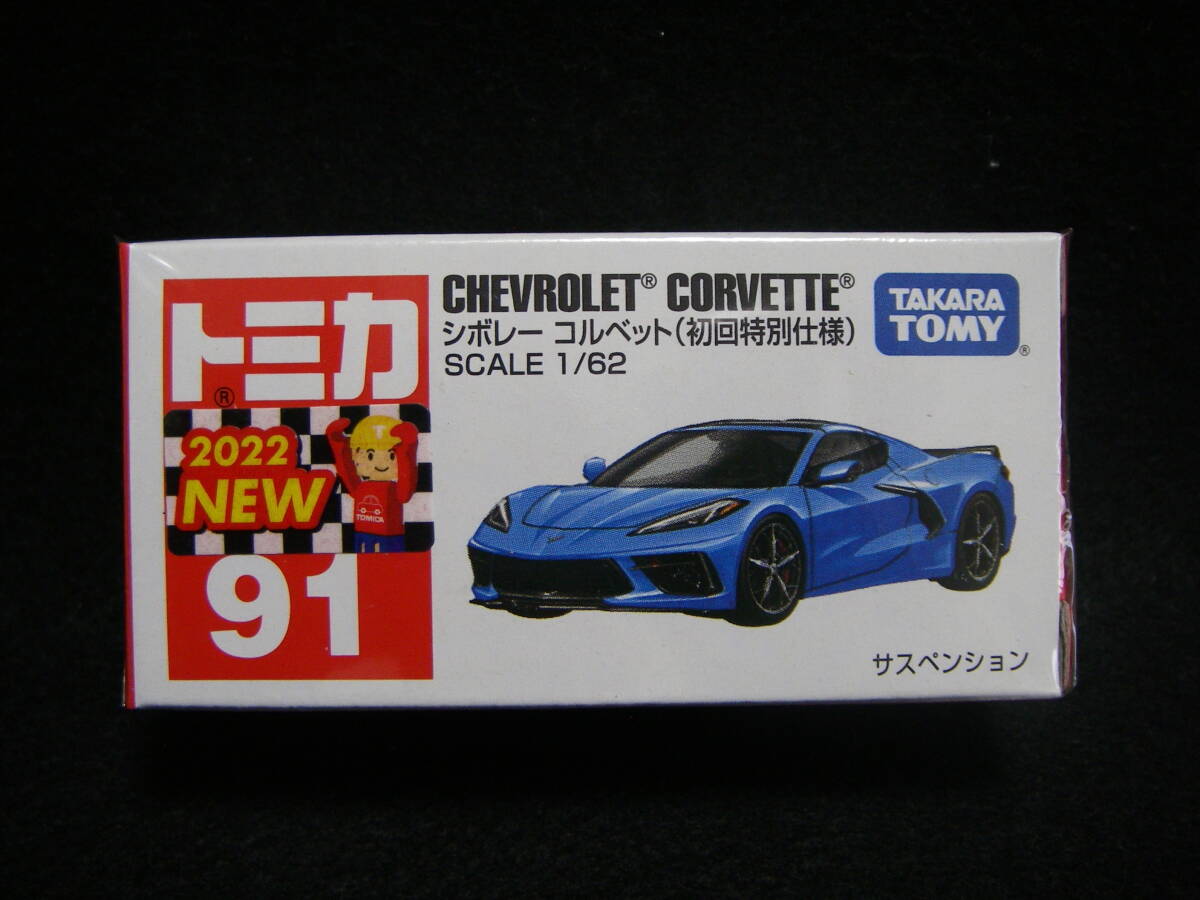 トミカ
®
2022
NEW
T
TOMICA
91
CHEVROLET® CORVETTE®
シボレー コルベット(初回特別仕様)
SCALE 1/62
TAKARA
TOMY
®
サスペンション